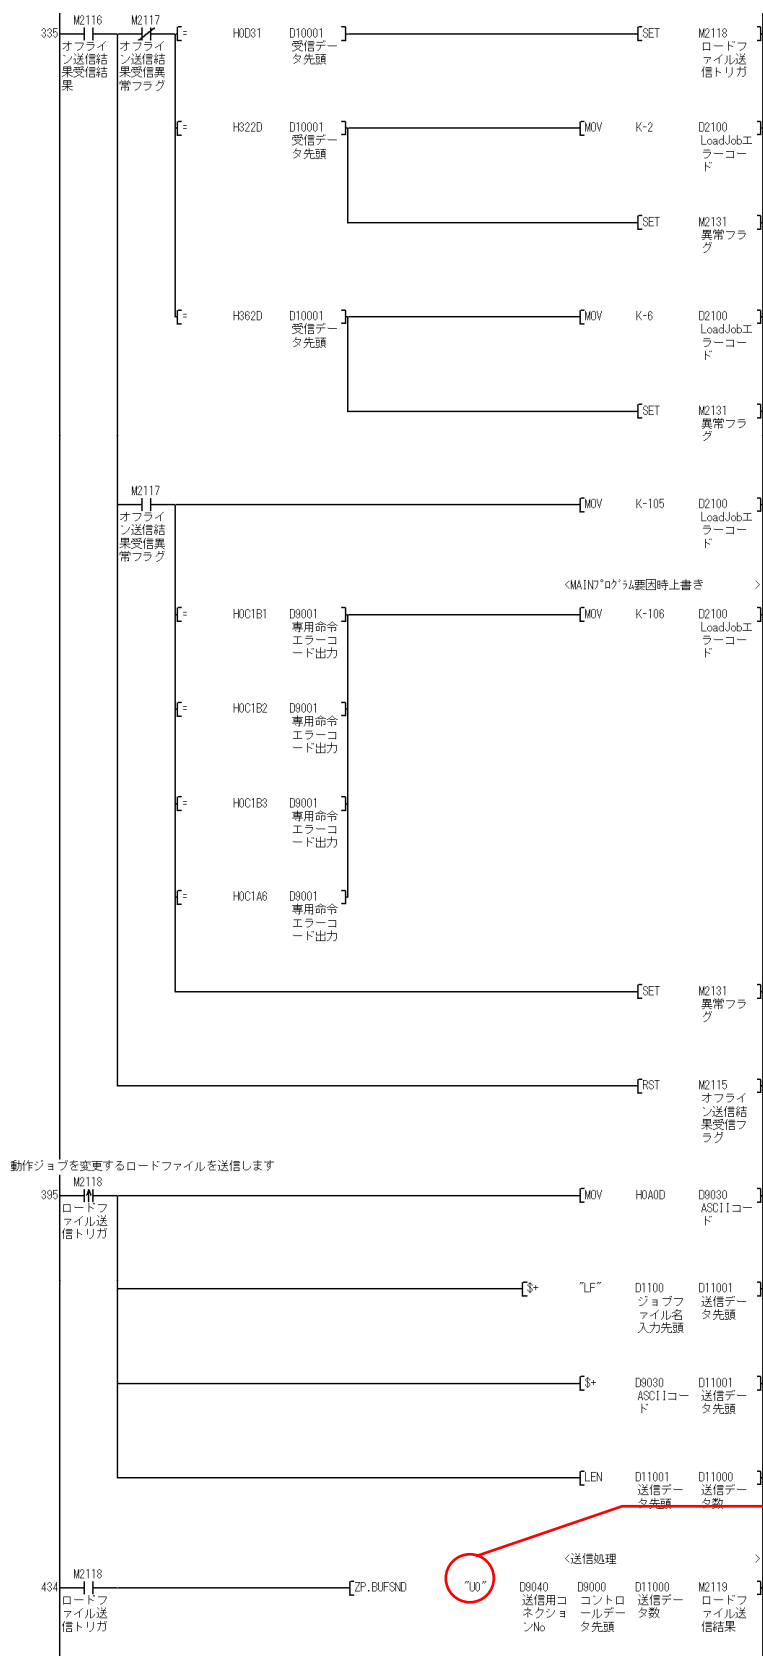 M2116 M2117
335 = H0D31 D10001 SET M2118
オフライ オフライ 受信デー ロードフ
ン送信結 ン送信結 タ先頭 ァイル送
果受信結 果受信異 信トリガ
果 常フラグ
= H322D D10001 MOV K-2 D2100
受信デー LoadJobエ
タ先頭 ラーコー
ド
SET M2131
異常フラ
グ
= H362D D10001 MOV K-6 D2100
受信デー LoadJobエ
タ先頭 ラーコー
ド
SET M2131
異常フラ
グ
M2117
MOV K-105 D2100
オフライ LoadJobエ
ン送信結 ラーコー
果受信異 ド
常フラグ
<MAINプログラム要因時上書き >
= H0C1B1 D9001 MOV K-106 D2100
専用命令 LoadJobエ
エラーコ ラーコー
ード出力 ド
= H0C1B2 D9001
専用命令
エラーコ
ード出力
= H0C1B3 D9001
専用命令
エラーコ
ード出力
= H0C1A6 D9001
専用命令
エラーコ
ード出力
SET M2131
異常フラ
グ
RST M2115
オフライ
ン送信結
果受信フ
ラグ
動作ジョブを変更するロードファイルを送信します
M2118
395 MOV H0A0D D9030
ロードフ ASCIIコー
ァイル送 ド
信トリガ
$+ "LF" D1100 D11001
ジョブフ 送信デー
ァイル名 タ先頭
入力先頭
$+ D9030 D11001
ASCIIコー 送信デー
ド タ先頭
LEN D11001 D11000
送信デー 送信デー
タ先頭 タ数
<送信処理 >
M2118
434 ZP.BUFSND "U0" D9040 D9000 D11000 M2119
ロードフ 送信用コ コントロ 送信デー ロードフ
ァイル送 ネクショ ールデー タ数 ァイル送
信トリガ ンNo タ先頭 信結果